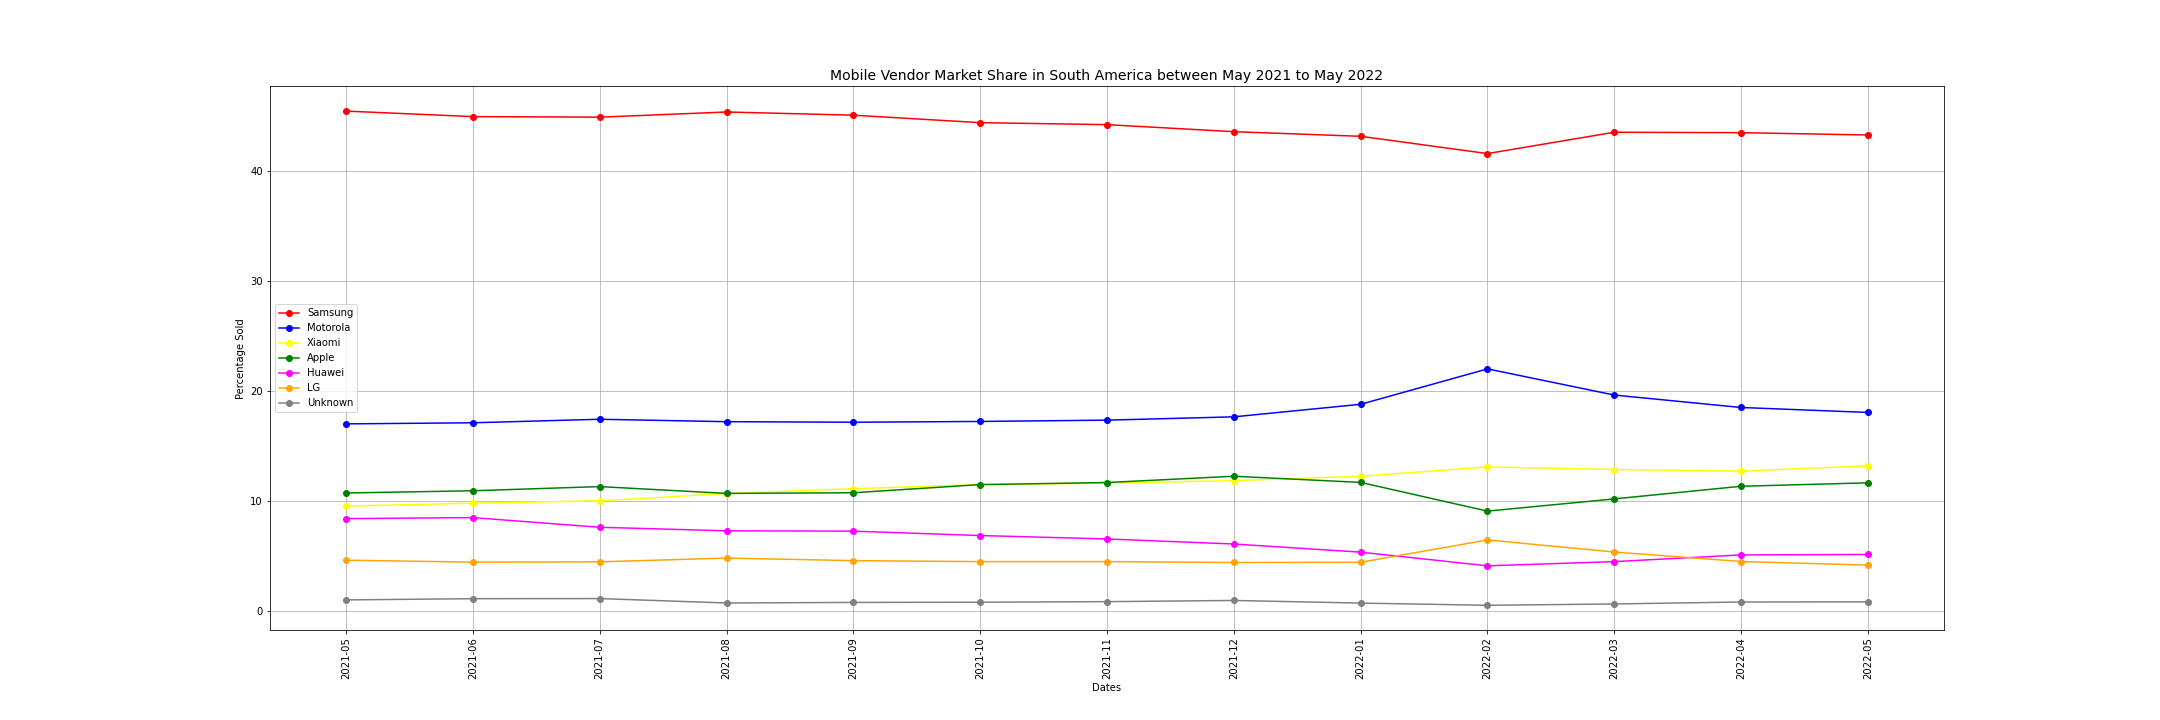 Mobile Vendor Market Share in South America between May 2021 to May 2022
Percentage Sold
40
30
20
10
0
Samsung
Motorola
Xiaomi
Apple
Huawei
LG
Unknown
2021-05
2021-06
2021-07
2021-08
2021-09
2021-10
2021-11
2021-12
2022-01
2022-02
2022-03
2022-04
2022-05
Dates